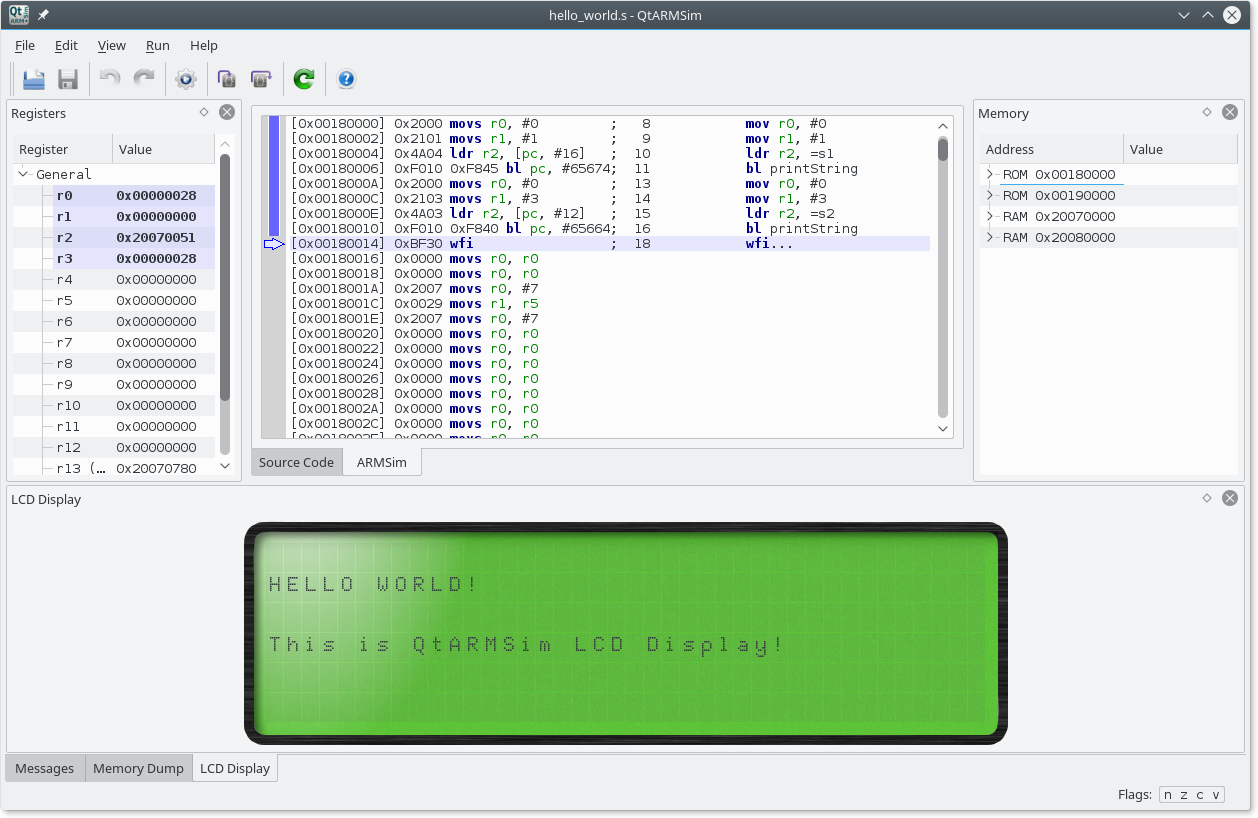 Qt ARM hello_world.s - QtARMSim
File Edit View Run Help
Registers
Register Value
General
r0 0x00000028
r1 0x00000000
r2 0x20070051
r3 0x00000028
r4 0x00000000
r5 0x00000000
r6 0x00000000
r7 0x00000000
r8 0x00000000
r9 0x00000000
r10 0x00000000
r11 0x00000000
r12 0x00000000
r13 (... 0x20070780
[0x00180000] 0x2000 movs r0, #0 ; 8 mov r0, #0
[0x00180002] 0x2101 movs r1, #1 ; 9 mov r1, #1
[0x00180004] 0x4A04 ldr r2, [pc, #16] ; 10 ldr r2, =s1
[0x00180006] 0xF010 0xF845 bl pc, #65674; 11 bl printString
[0x0018000A] 0x2000 movs r0, #0 ; 13 mov r0, #0
[0x0018000C] 0x2103 movs r1, #3 ; 14 mov r1, #3
[0x0018000E] 0x4A03 ldr r2, [pc, #12] ; 15 ldr r2, =s2
[0x00180010] 0xF010 0xF840 bl pc, #65664; 16 bl printString
[0x00180014] 0xBF30 wfi ; 18 wfi...
[0x00180016] 0x0000 movs r0, r0
[0x00180018] 0x0000 movs r0, r0
[0x0018001A] 0x2007 movs r0, #7
[0x0018001C] 0x0029 movs r1, r5
[0x0018001E] 0x2007 movs r0, #7
[0x00180020] 0x0000 movs r0, r0
[0x00180022] 0x0000 movs r0, r0
[0x00180024] 0x0000 movs r0, r0
[0x00180026] 0x0000 movs r0, r0
[0x00180028] 0x0000 movs r0, r0
[0x0018002A] 0x0000 movs r0, r0
[0x0018002C] 0x0000 movs r0, r0
[0x0018002E] 0x0000 movs r0, r0
Source Code ARMSim
Memory
Address Value
ROM 0x00180000
ROM 0x00190000
RAM 0x20070000
RAM 0x20080000
LCD Display
HELLO WORLD!
This is QtARMSim LCD Display!
Messages Memory Dump LCD Display
Flags: n z c v